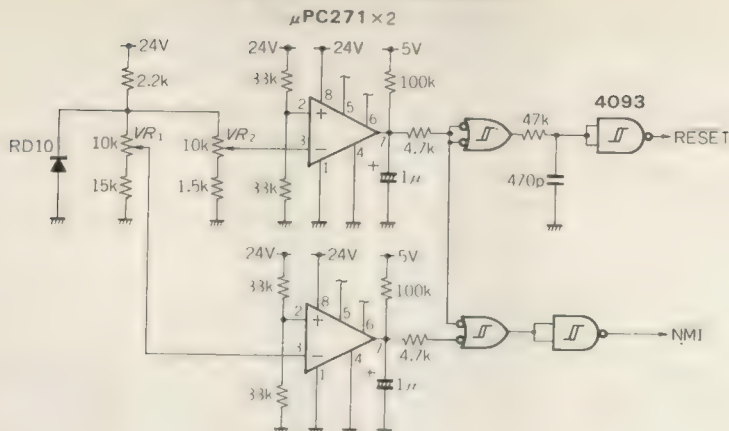 μPC271×2
24V
2.2k
RD10
10k
VR1
15k
10k
VR2
1.5k
24V
24V
5V
33k
33k
100k
2
3
8
5
6
7
4
1
+
−
+
1μ
4.7k
47k
470p
4093
RESET
24V
24V
5V
33k
33k
100k
2
3
8
5
6
7
4
1
+
−
+
1μ
4.7k
NMI